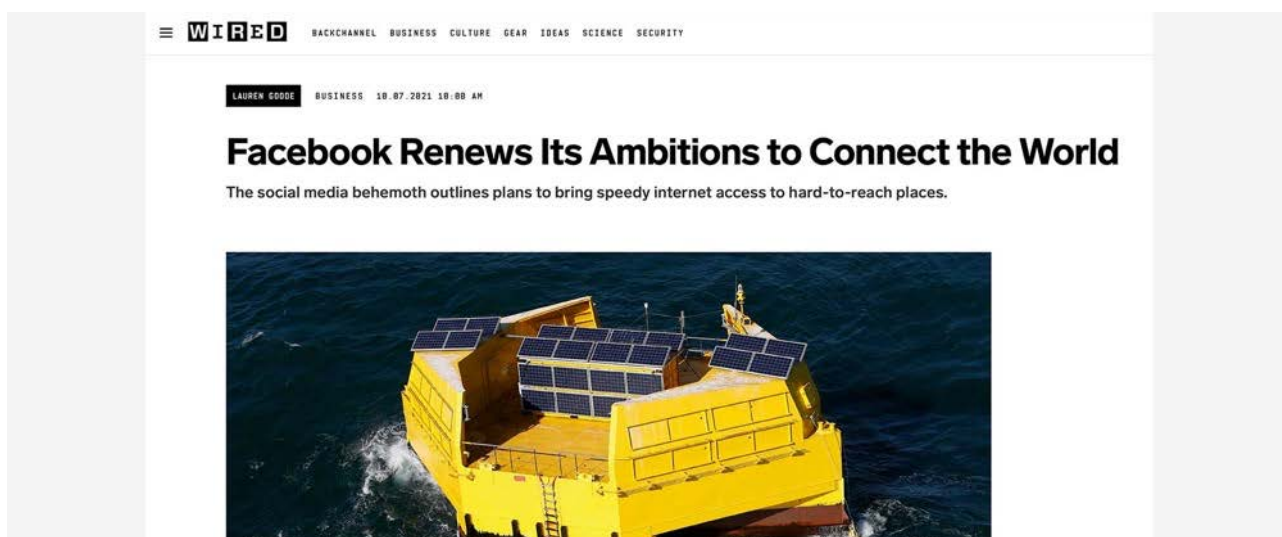 WIRED BACKCHANNEL BUSINESS CULTURE GEAR IDEAS SCIENCE SECURITY
LAUREN GOODE BUSINESS 10.07.2021 10:00 AM
Facebook Renews Its Ambitions to Connect the World
The social media behemoth outlines plans to bring speedy internet access to hard-to-reach places.